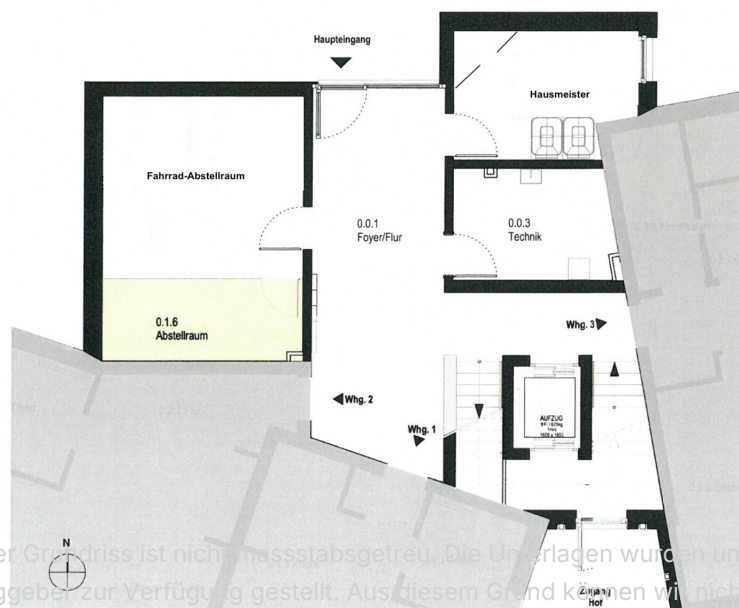 Haupteingang
Hausmeister
Fahrrad-Abstellraum
0.0.1
Foyer/Flur
0.0.3
Technik
0.1.6
Abstellraum
Whg. 3
Whg. 2
Whg. 1
AUFZUG
N
er Grundriss ist nicht massstabsgetreu. Die Unterlagen wurden un
ggeber zur Verfügung gestellt. Aus diesem Grund können wir nich
Zugang
Hof